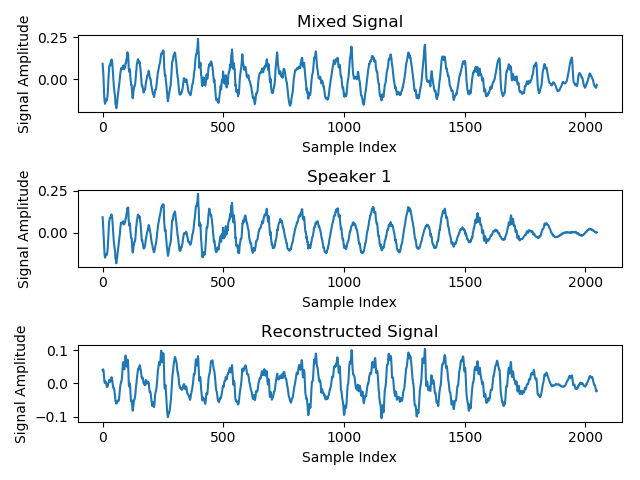 Mixed Signal
Signal Amplitude
0.25
0.00
0 500 1000 1500 2000
Sample Index
Speaker 1
Signal Amplitude
0.25
0.00
0 500 1000 1500 2000
Sample Index
Reconstructed Signal
Signal Amplitude
0.1
0.0
−0.1
0 500 1000 1500 2000
Sample Index